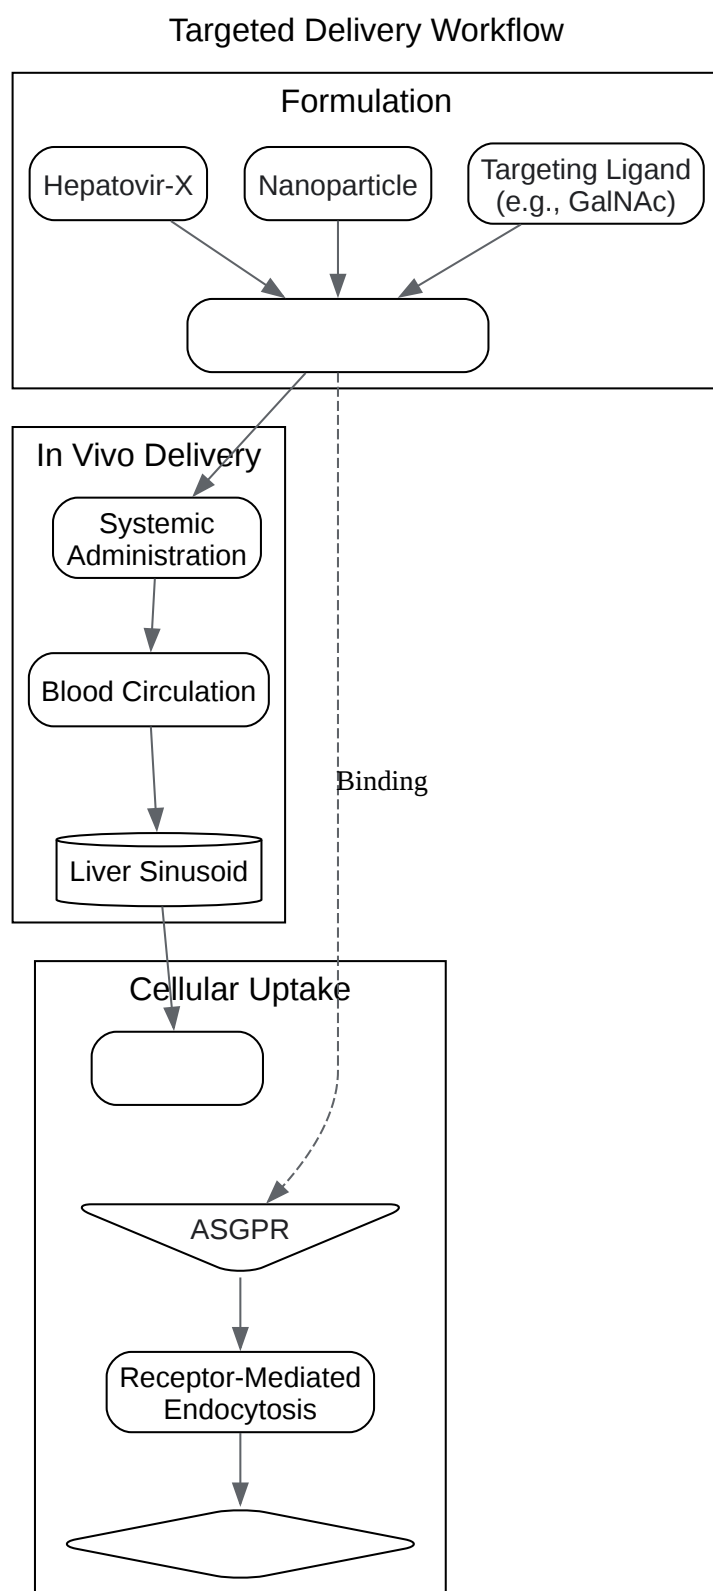 Targeted Delivery Workflow
Formulation
Hepatovir-X
Nanoparticle
Targeting Ligand
(e.g., GalNAc)
In Vivo Delivery
Systemic
Administration
Blood Circulation
Binding
Liver Sinusoid
Cellular Uptake
ASGPR
Receptor-Mediated
Endocytosis